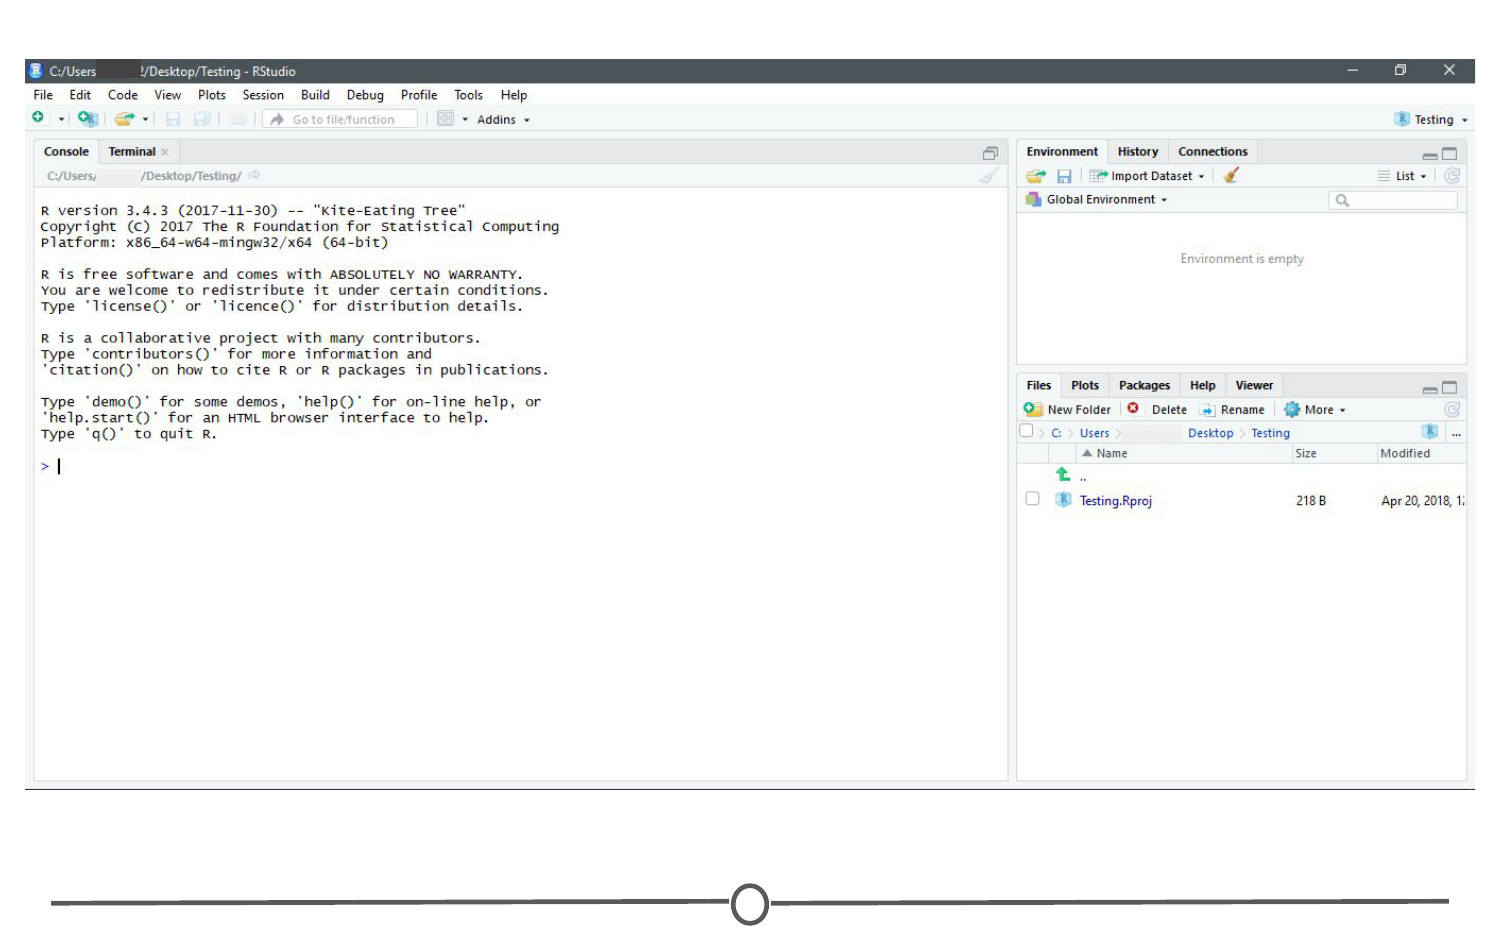 C:/Users /Desktop/Testing - RStudio
File Edit Code View Plots Session Build Debug Profile Tools Help
Go to file/function Addins Testing
Console Terminal
C:/Users/ /Desktop/Testing/
R version 3.4.3 (2017-11-30) -- "Kite-Eating Tree"
Copyright (C) 2017 The R Foundation for Statistical Computing
Platform: x86_64-w64-mingw32/x64 (64-bit)
R is free software and comes with ABSOLUTELY NO WARRANTY.
You are welcome to redistribute it under certain conditions.
Type 'license()' or 'licence()' for distribution details.
R is a collaborative project with many contributors.
Type 'contributors()' for more information and
'citation()' on how to cite R or R packages in publications.
Type 'demo()' for some demos, 'help()' for on-line help, or
'help.start()' for an HTML browser interface to help.
Type 'q()' to quit R.
>
Environment History Connections
Import Dataset List
Global Environment
Environment is empty
Files Plots Packages Help Viewer
New Folder Delete Rename More
C: > Users > Desktop > Testing ...
Name Size Modified
..
Testing.Rproj 218 B Apr 20, 2018,